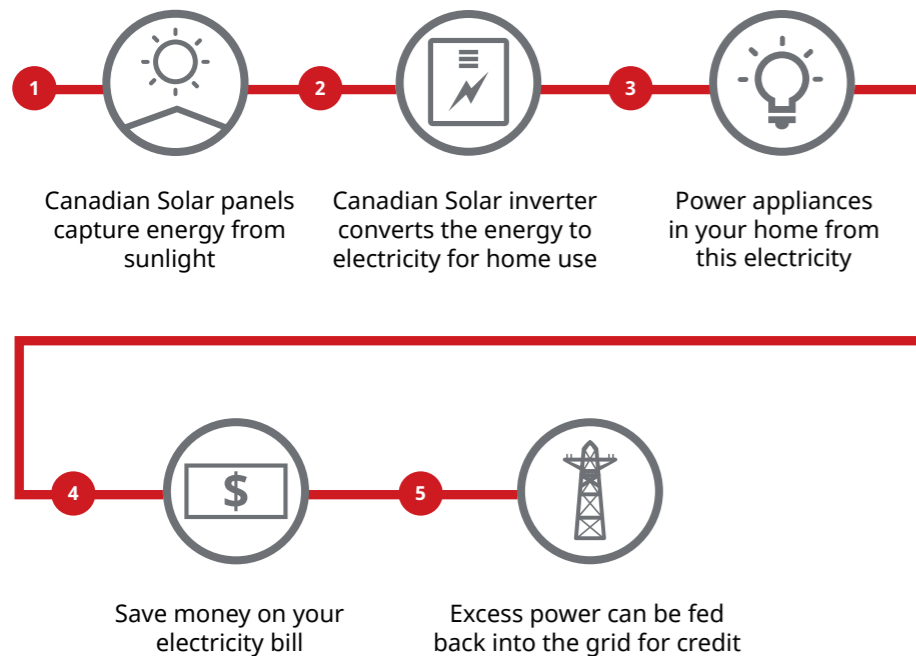 1
2
3
Canadian Solar panels
capture energy from
sunlight
Canadian Solar inverter
converts the energy to
electricity for home use
Power appliances
in your home from
this electricity
4
$
5
Save money on your
electricity bill
Excess power can be fed
back into the grid for credit